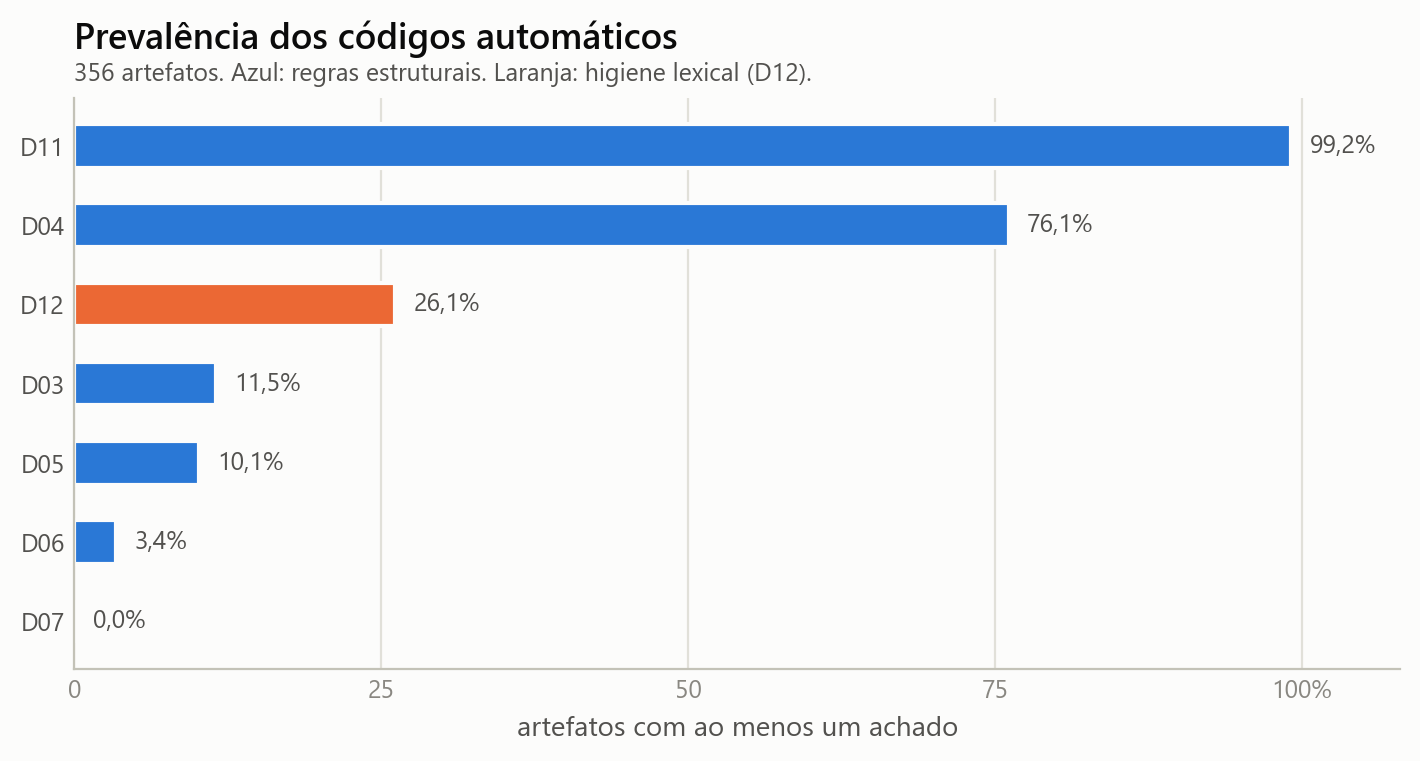 Prevalência dos códigos automáticos
356 artefatos. Azul: regras estruturais. Laranja: higiene lexical (D12).
D11 99,2%
D04 76,1%
D12 26,1%
D03 11,5%
D05 10,1%
D06 3,4%
D07 0,0%
0 25 50 75 100%
artefatos com ao menos um achado